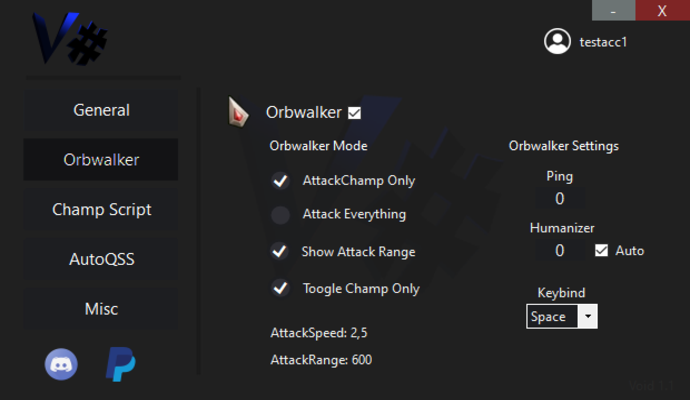 V#
- X
testacc1
General
Orbwalker
Champ Script
AutoQSS
Misc
Orbwalker
Orbwalker Mode
AttackChamp Only
Attack Everything
Show Attack Range
Toogle Champ Only
AttackSpeed: 2,5
AttackRange: 600
Orbwalker Settings
Ping
0
Humanizer
0 Auto
Keybind
Space